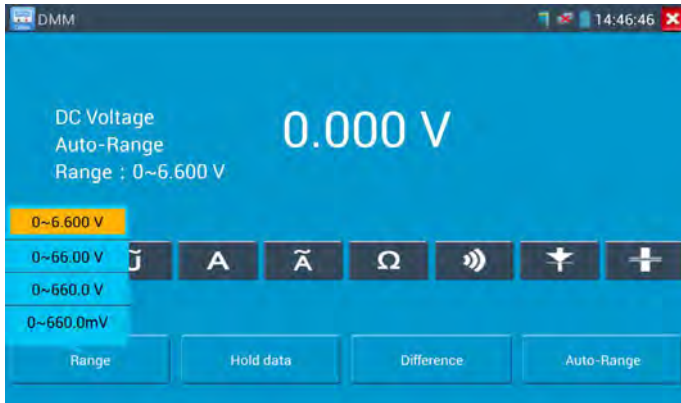 DMM
14:46:46
DC Voltage
Auto-Range
Range : 0~6.600 V
0.000 V
0~6.600 V
0~66.00 V
0~660.0 V
0~660.0mV
Ũ
A
Ã
Ω
Range
Hold data
Difference
Auto-Range